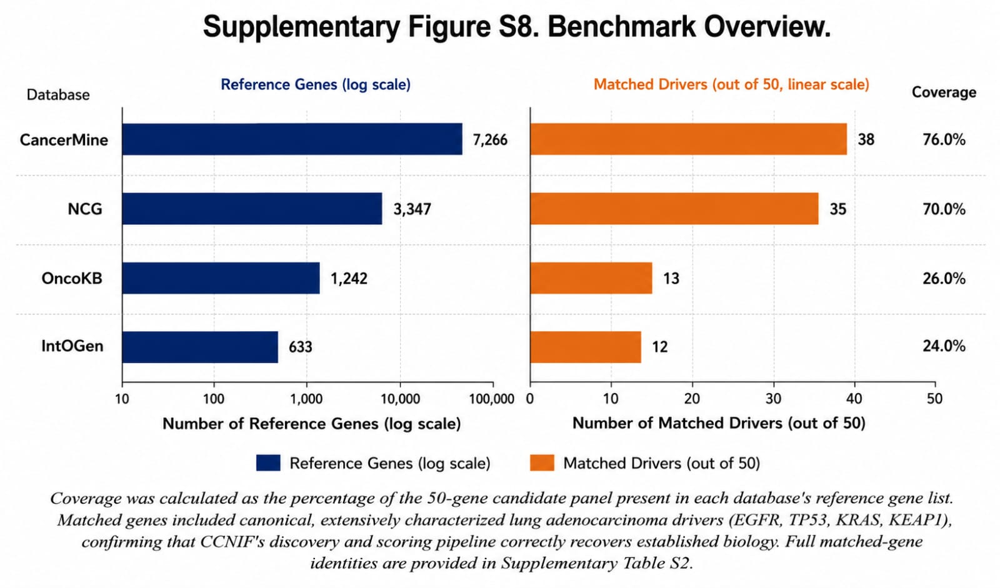 Supplementary Figure S8. Benchmark Overview.
Database
Reference Genes (log scale)
Matched Drivers (out of 50, linear scale)
Coverage
CancerMine 7,266 38 76.0%
NCG 3,347 35 70.0%
OncoKB 1,242 13 26.0%
IntOGen 633 12 24.0%
10 100 1,000 10,000 100,000 0 10 20 30 40 50
Number of Reference Genes (log scale)
Number of Matched Drivers (out of 50)
Reference Genes (log scale)
Matched Drivers (out of 50)
Coverage was calculated as the percentage of the 50-gene candidate panel present in each database's reference gene list.
Matched genes included canonical, extensively characterized lung adenocarcinoma drivers (EGFR, TP53, KRAS, KEAP1),
confirming that CCNIF's discovery and scoring pipeline correctly recovers established biology. Full matched-gene
identities are provided in Supplementary Table S2.